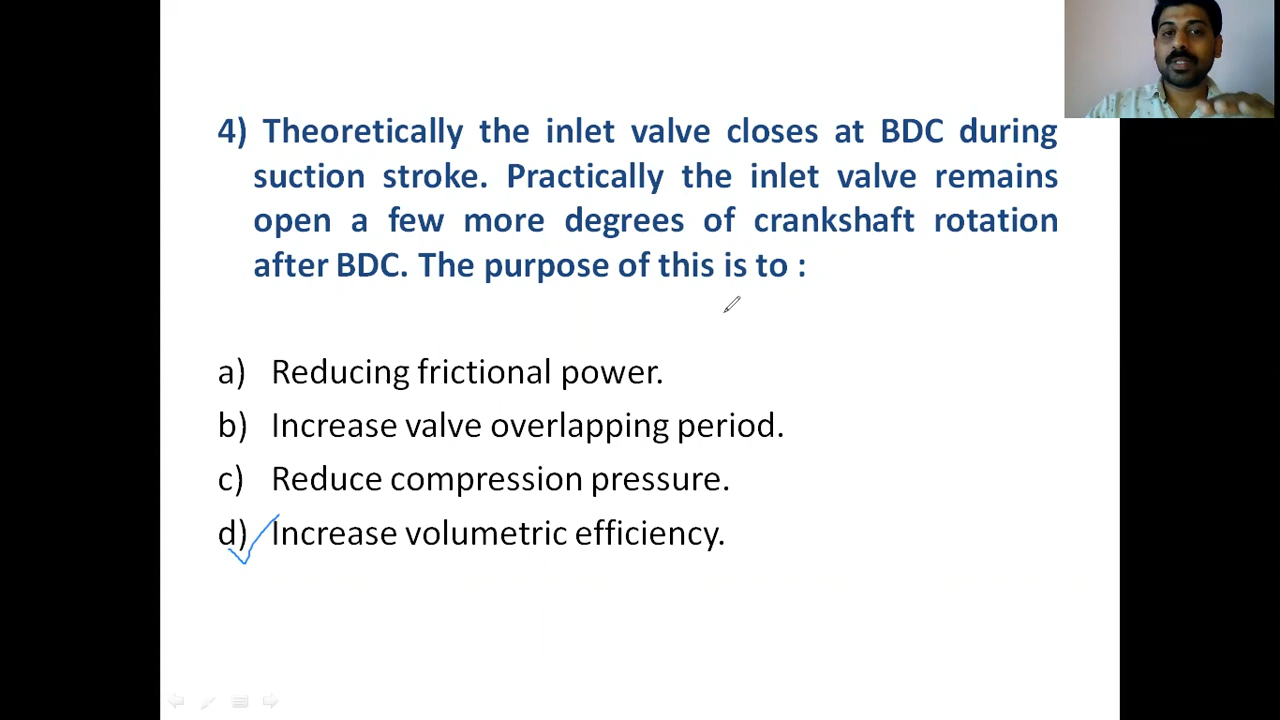 4) Theoretically the inlet valve closes at BDC during
suction stroke. Practically the inlet valve remains
open a few more degrees of crankshaft rotation
after BDC. The purpose of this is to :
a) Reducing frictional power.
b) Increase valve overlapping period.
c) Reduce compression pressure.
d) Increase volumetric efficiency.